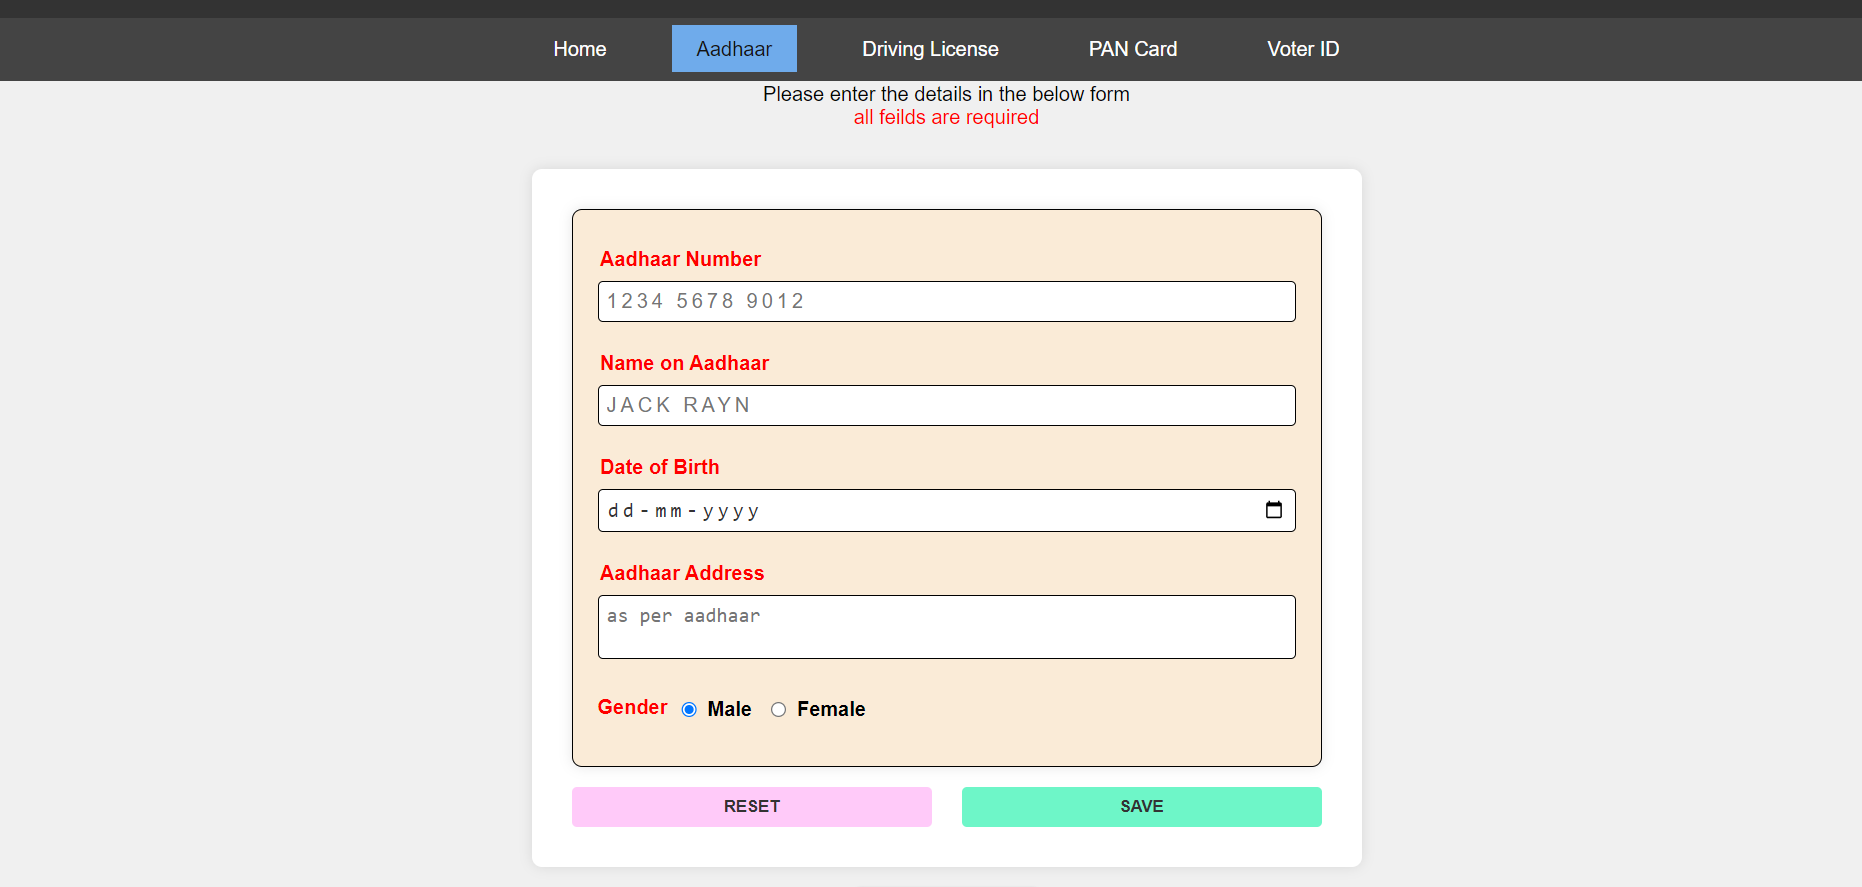 Home Aadhaar Driving License PAN Card Voter ID
Please enter the details in the below form
all feilds are required
Aadhaar Number
1234 5678 9012
Name on Aadhaar
JACK RAYN
Date of Birth
dd-mm-yyyy
Aadhaar Address
as per aadhaar
Gender Male Female
RESET SAVE